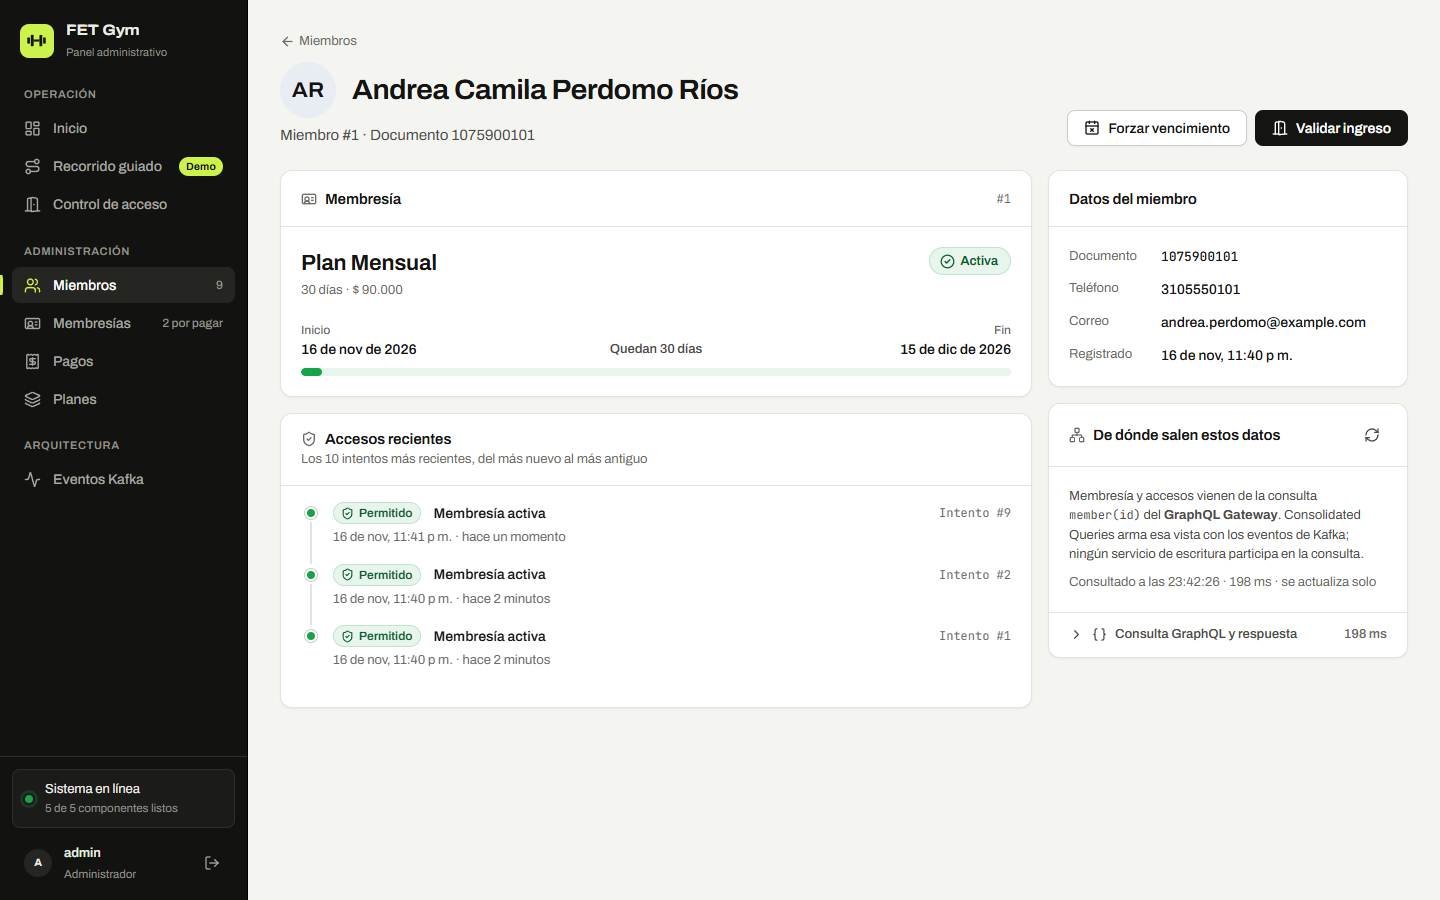 FET Gym
Panel administrativo
OPERACIÓN
Inicio
Recorrido guiado Demo
Control de acceso
ADMINISTRACIÓN
Miembros 9
Membresías 2 por pagar
Pagos
Planes
ARQUITECTURA
Eventos Kafka
Sistema en línea
5 de 5 componentes listos
A admin
Administrador
Miembros
AR Andrea Camila Perdomo Ríos
Miembro #1 · Documento 1075900101
Forzar vencimiento
Validar ingreso
Membresía #1
Plan Mensual Activa
30 días · $ 90.000
Inicio Fin
16 de nov de 2026 Quedan 30 días 15 de dic de 2026
Accesos recientes
Los 10 intentos más recientes, del más nuevo al más antiguo
Permitido Membresía activa Intento #9
16 de nov, 11:41 p m. · hace un momento
Permitido Membresía activa Intento #2
16 de nov, 11:40 p m. · hace 2 minutos
Permitido Membresía activa Intento #1
16 de nov, 11:40 p m. · hace 2 minutos
Datos del miembro
Documento 1075900101
Teléfono 3105550101
Correo andrea.perdomo@example.com
Registrado 16 de nov, 11:40 p m.
De dónde salen estos datos
Membresía y accesos vienen de la consulta
member(id) del GraphQL Gateway. Consolidated
Queries arma esa vista con los eventos de Kafka;
ningún servicio de escritura participa en la consulta.
Consultado a las 23:42:26 · 198 ms · se actualiza solo
{} Consulta GraphQL y respuesta 198 ms